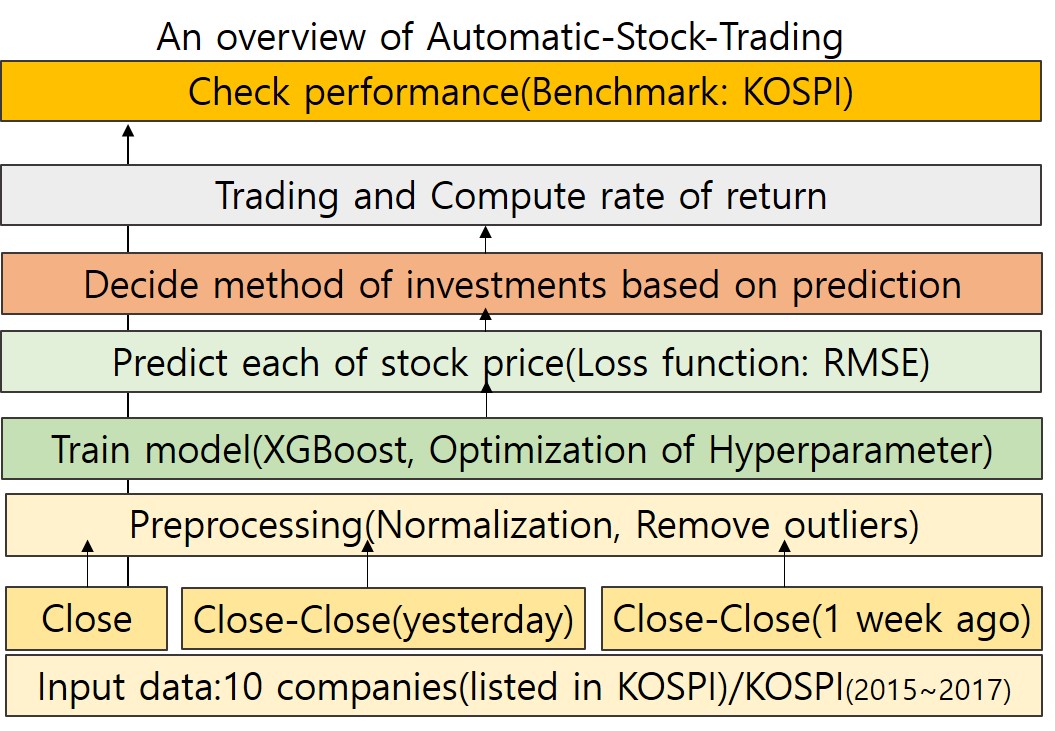 An overview of Automatic-Stock-Trading
Check performance(Benchmark: KOSPI)
Trading and Compute rate of return
Decide method of investments based on prediction
Predict each of stock price(Loss function: RMSE)
Train model(XGBoost, Optimization of Hyperparameter)
Preprocessing(Normalization, Remove outliers)
Close
Close-Close(yesterday)
Close-Close(1 week ago)
Input data:10 companies(listed in KOSPI)/KOSPI(2015~2017)